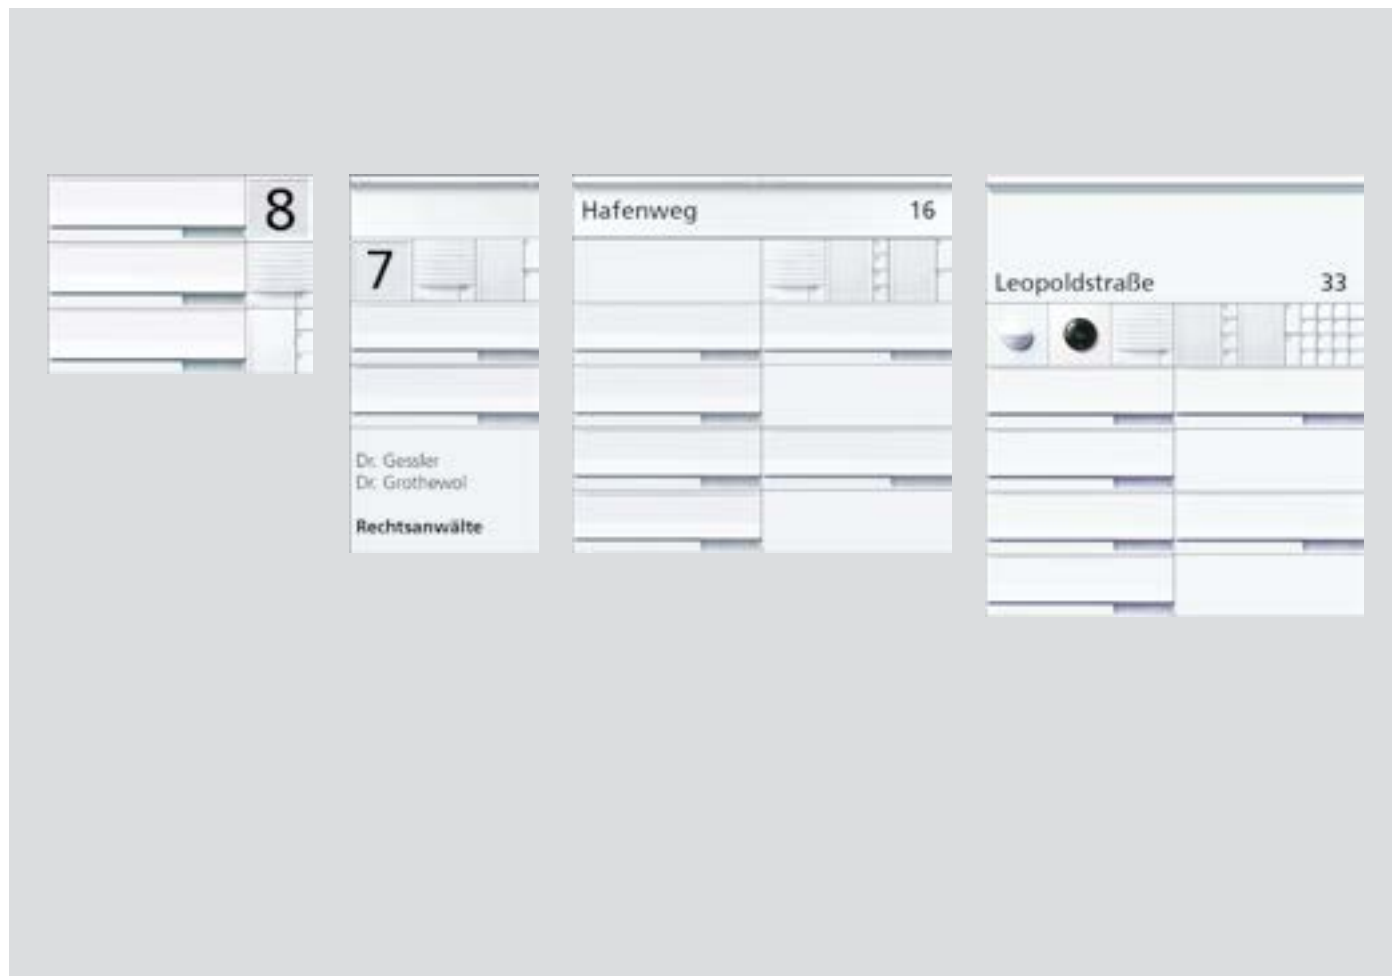 8
7
Dr. Gessler
Dr. Grothewol
Rechtsanwälte
Hafenweg 16
Leopoldstraße 33